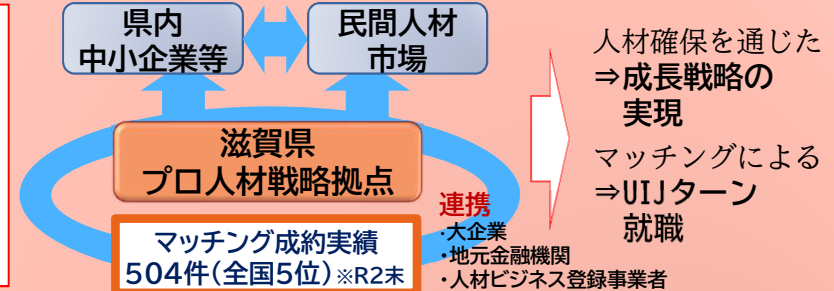 県内
中小企業等
民間人材
市場
滋賀県
プロ人材戦略拠点
マッチング成約実績
504件(全国5位)※R2末
連携
・大企業
・地元金融機関
・人材ビジネス登録事業者
人材確保を通じた
⇒成長戦略の
実現
マッチングによる
⇒UIJターン
就職